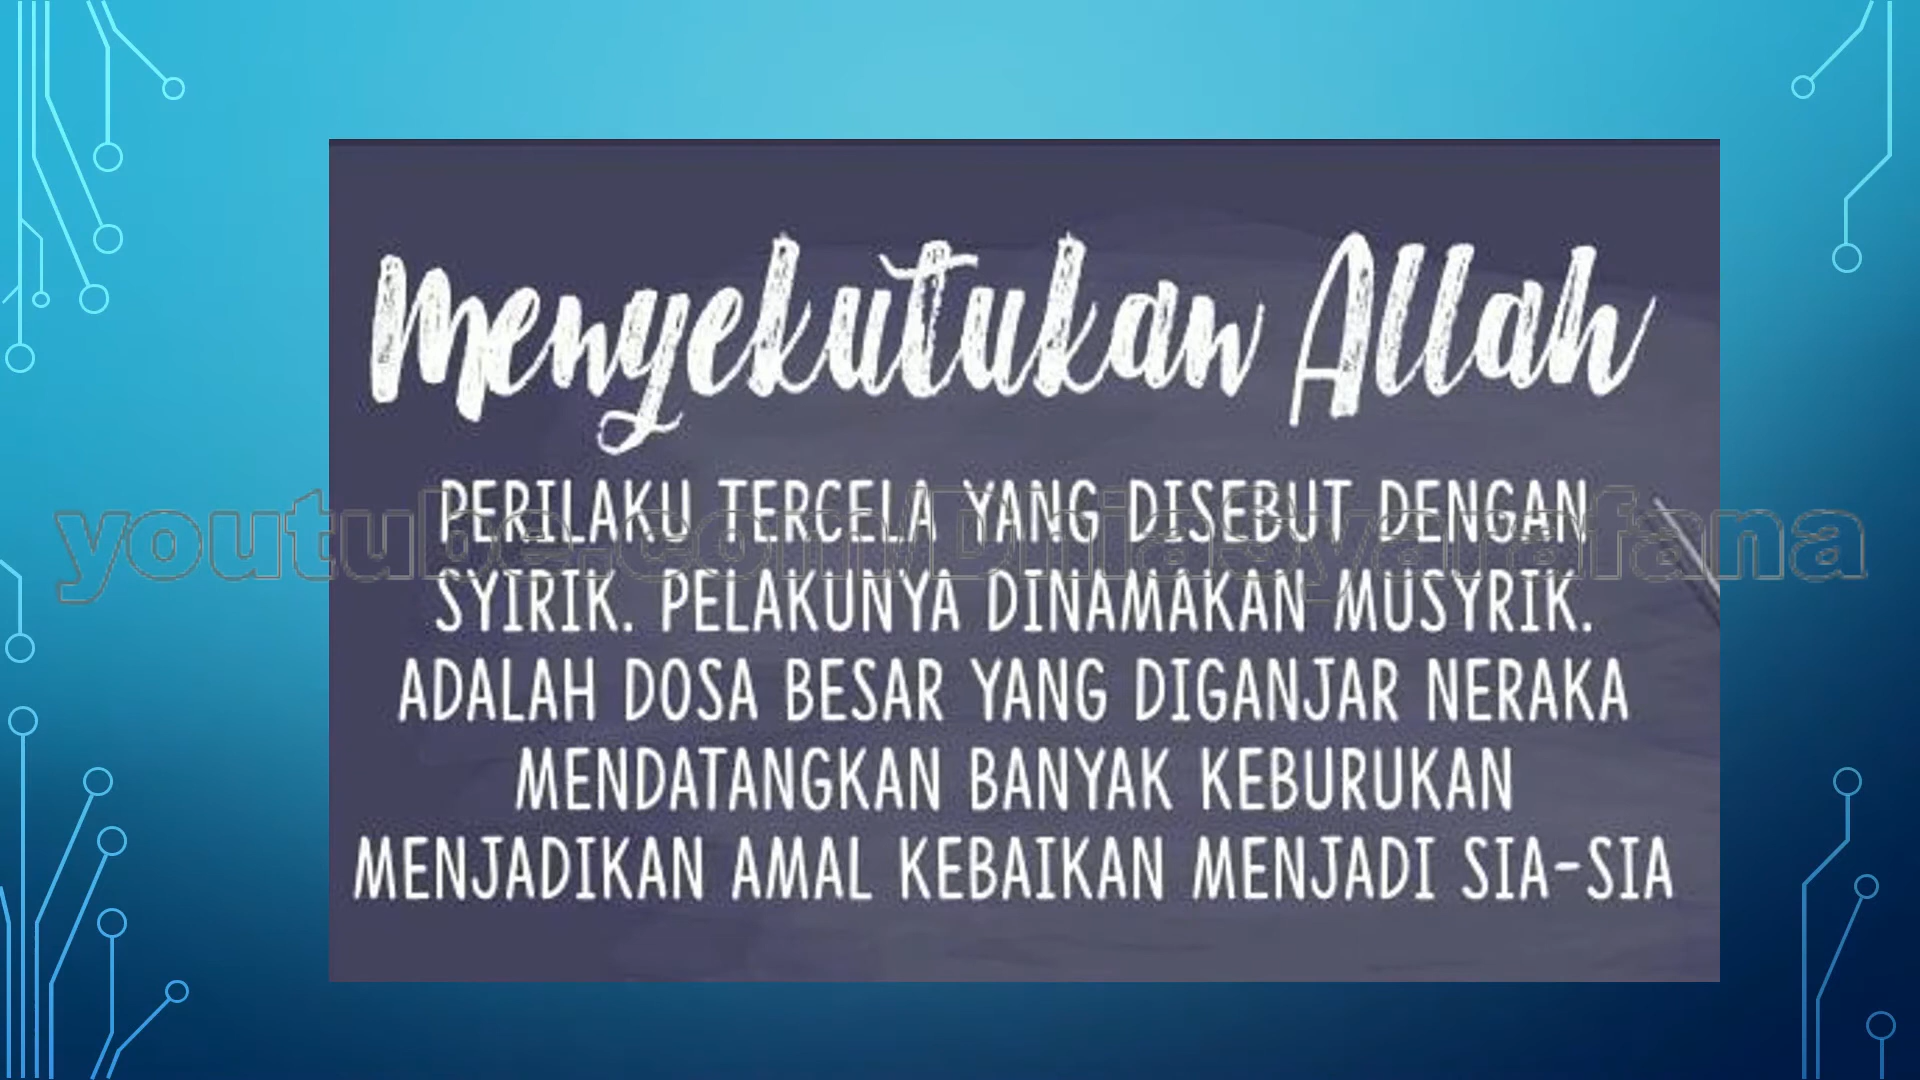 Menyekutukan Allah
PERILAKU TERCELA YANG DISEBUT DENGAN
SYIRIK. PELAKUNYA DINAMAKAN MUSYRIK.
ADALAH DOSA BESAR YANG DIGANJAR NERAKA
MENDATANGKAN BANYAK KEBURUKAN
MENJADIKAN AMAL KEBAIKAN MENJADI SIA-SIA